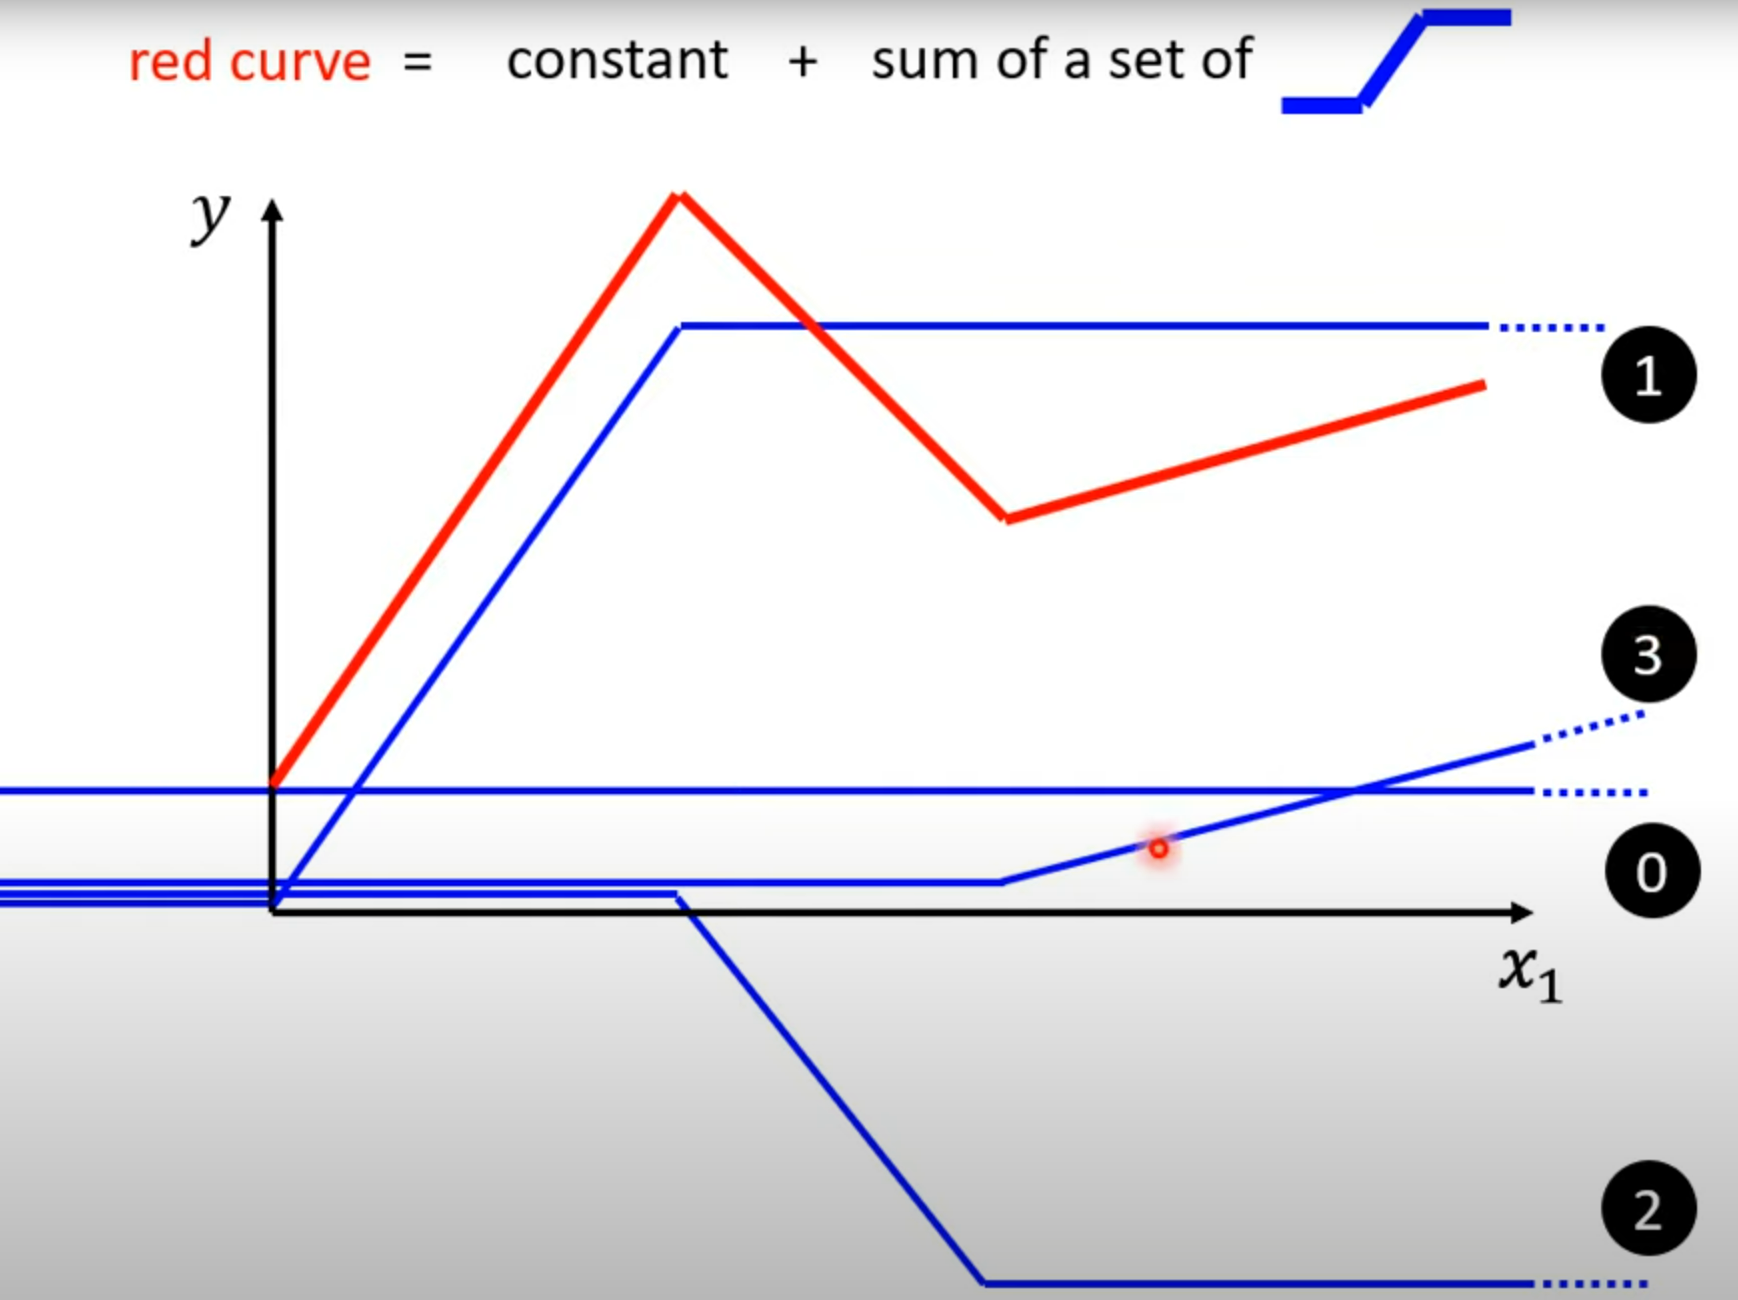 red curve = constant + sum of a set of
y
1
3
0
x₁
2